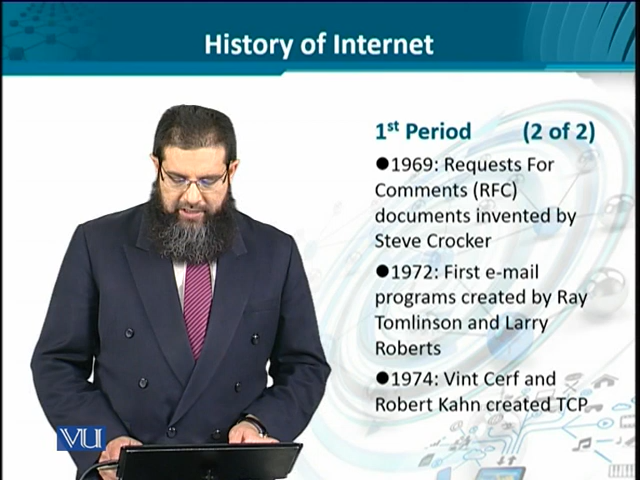 History of Internet
1st Period (2 of 2)
●1969: Requests For
Comments (RFC)
documents invented by
Steve Crocker
●1972: First e-mail
programs created by Ray
Tomlinson and Larry
Roberts
●1974: Vint Cerf and
Robert Kahn created TCP
VU